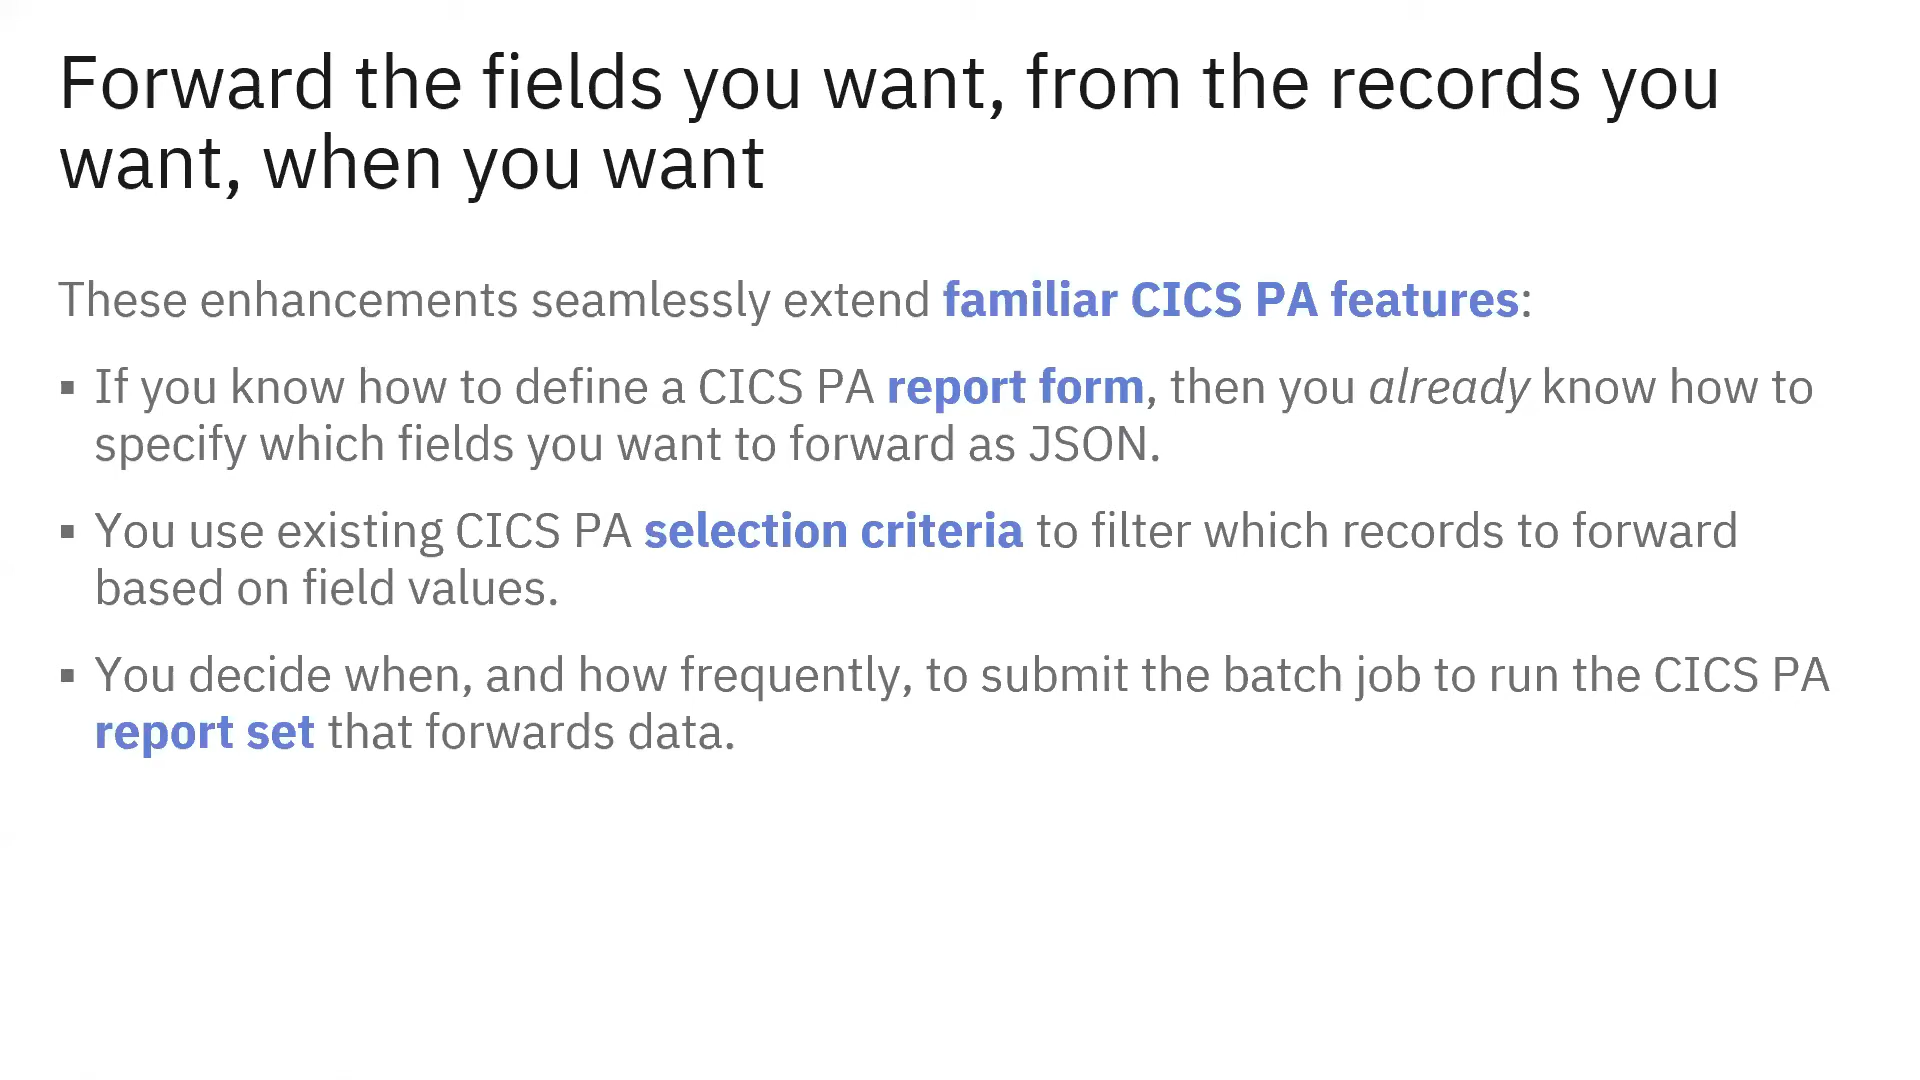 Forward the fields you want, from the records you
want, when you want
These enhancements seamlessly extend familiar CICS PA features:
▪ If you know how to define a CICS PA report form, then you already know how to
specify which fields you want to forward as JSON.
▪ You use existing CICS PA selection criteria to filter which records to forward
based on field values.
▪ You decide when, and how frequently, to submit the batch job to run the CICS PA
report set that forwards data.